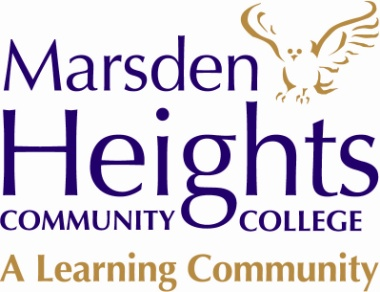 Marsden
Heights
COMMUNITY COLLEGE
A Learning Community